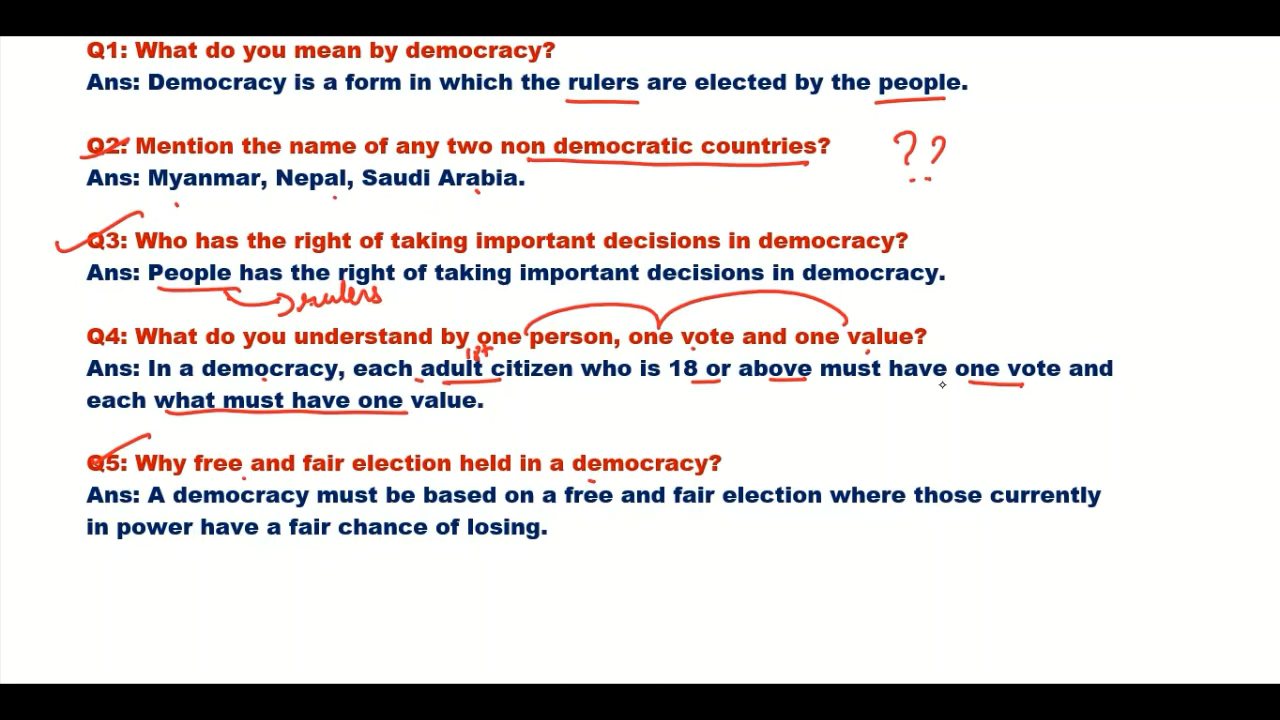 Q1: What do you mean by democracy?
Ans: Democracy is a form in which the rulers are elected by the people.
Q2: Mention the name of any two non democratic countries? ??
Ans: Myanmar, Nepal, Saudi Arabia.
Q3: Who has the right of taking important decisions in democracy?
Ans: People has the right of taking important decisions in democracy.
rulers
Q4: What do you understand by one person, one vote and one value?
Ans: In a democracy, each adult citizen who is 18 or above must have one vote and
each what must have one value.
Q5: Why free and fair election held in a democracy?
Ans: A democracy must be based on a free and fair election where those currently
in power have a fair chance of losing.